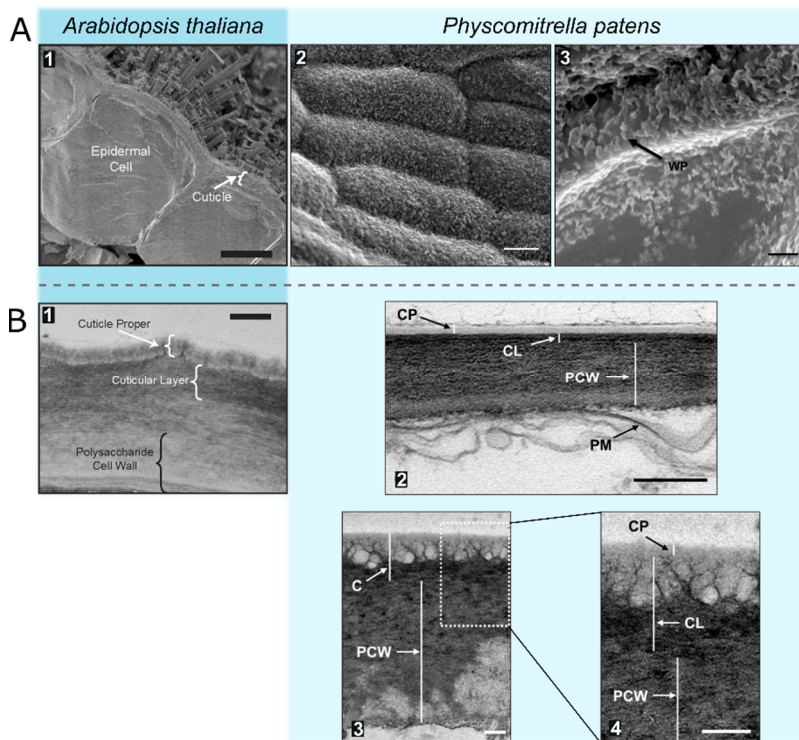 A
Arabidopsis thaliana
Physcomitrella patens
1
Epidermal
Cell
Cuticle
2
3
WP
B
1
Cuticle Proper
Cuticular Layer
Polysaccharide
Cell Wall
CP
CL
PCW
PM
2
C
PCW
3
CP
CL
PCW
4